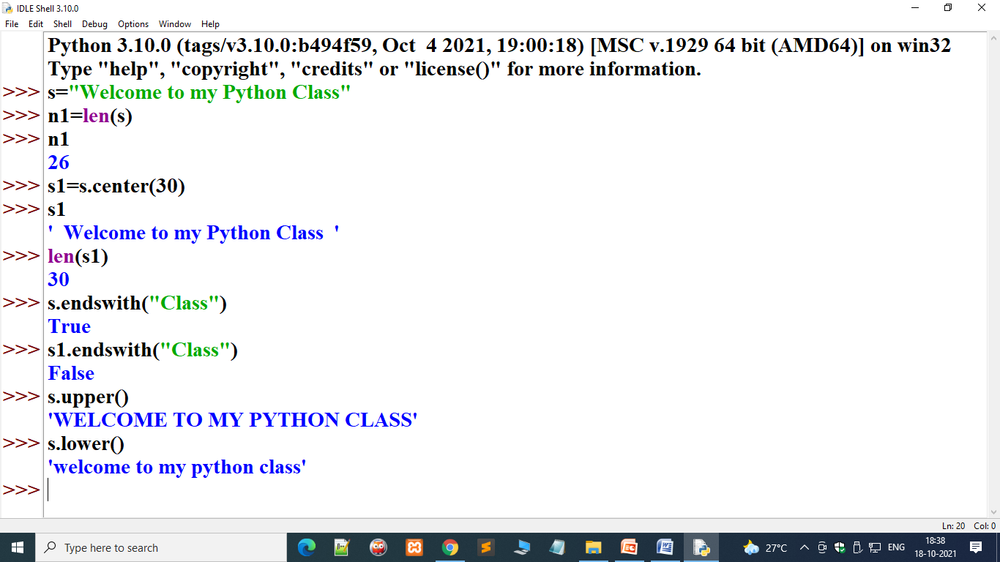 IDLE Shell 3.10.0
File Edit Shell Debug Options Window Help
Python 3.10.0 (tags/v3.10.0:b494f59, Oct  4 2021, 19:00:18) [MSC v.1929 64 bit (AMD64)] on win32
Type "help", "copyright", "credits" or "license()" for more information.
>>> s="Welcome to my Python Class"
>>> n1=len(s)
>>> n1
26
>>> s1=s.center(30)
>>> s1
'  Welcome to my Python Class  '
>>> len(s1)
30
>>> s.endswith("Class")
True
>>> s1.endswith("Class")
False
>>> s.upper()
'WELCOME TO MY PYTHON CLASS'
>>> s.lower()
'welcome to my python class'
>>>
Ln: 20 Col: 0
Type here to search
27°C ENG
18:38
18-10-2021